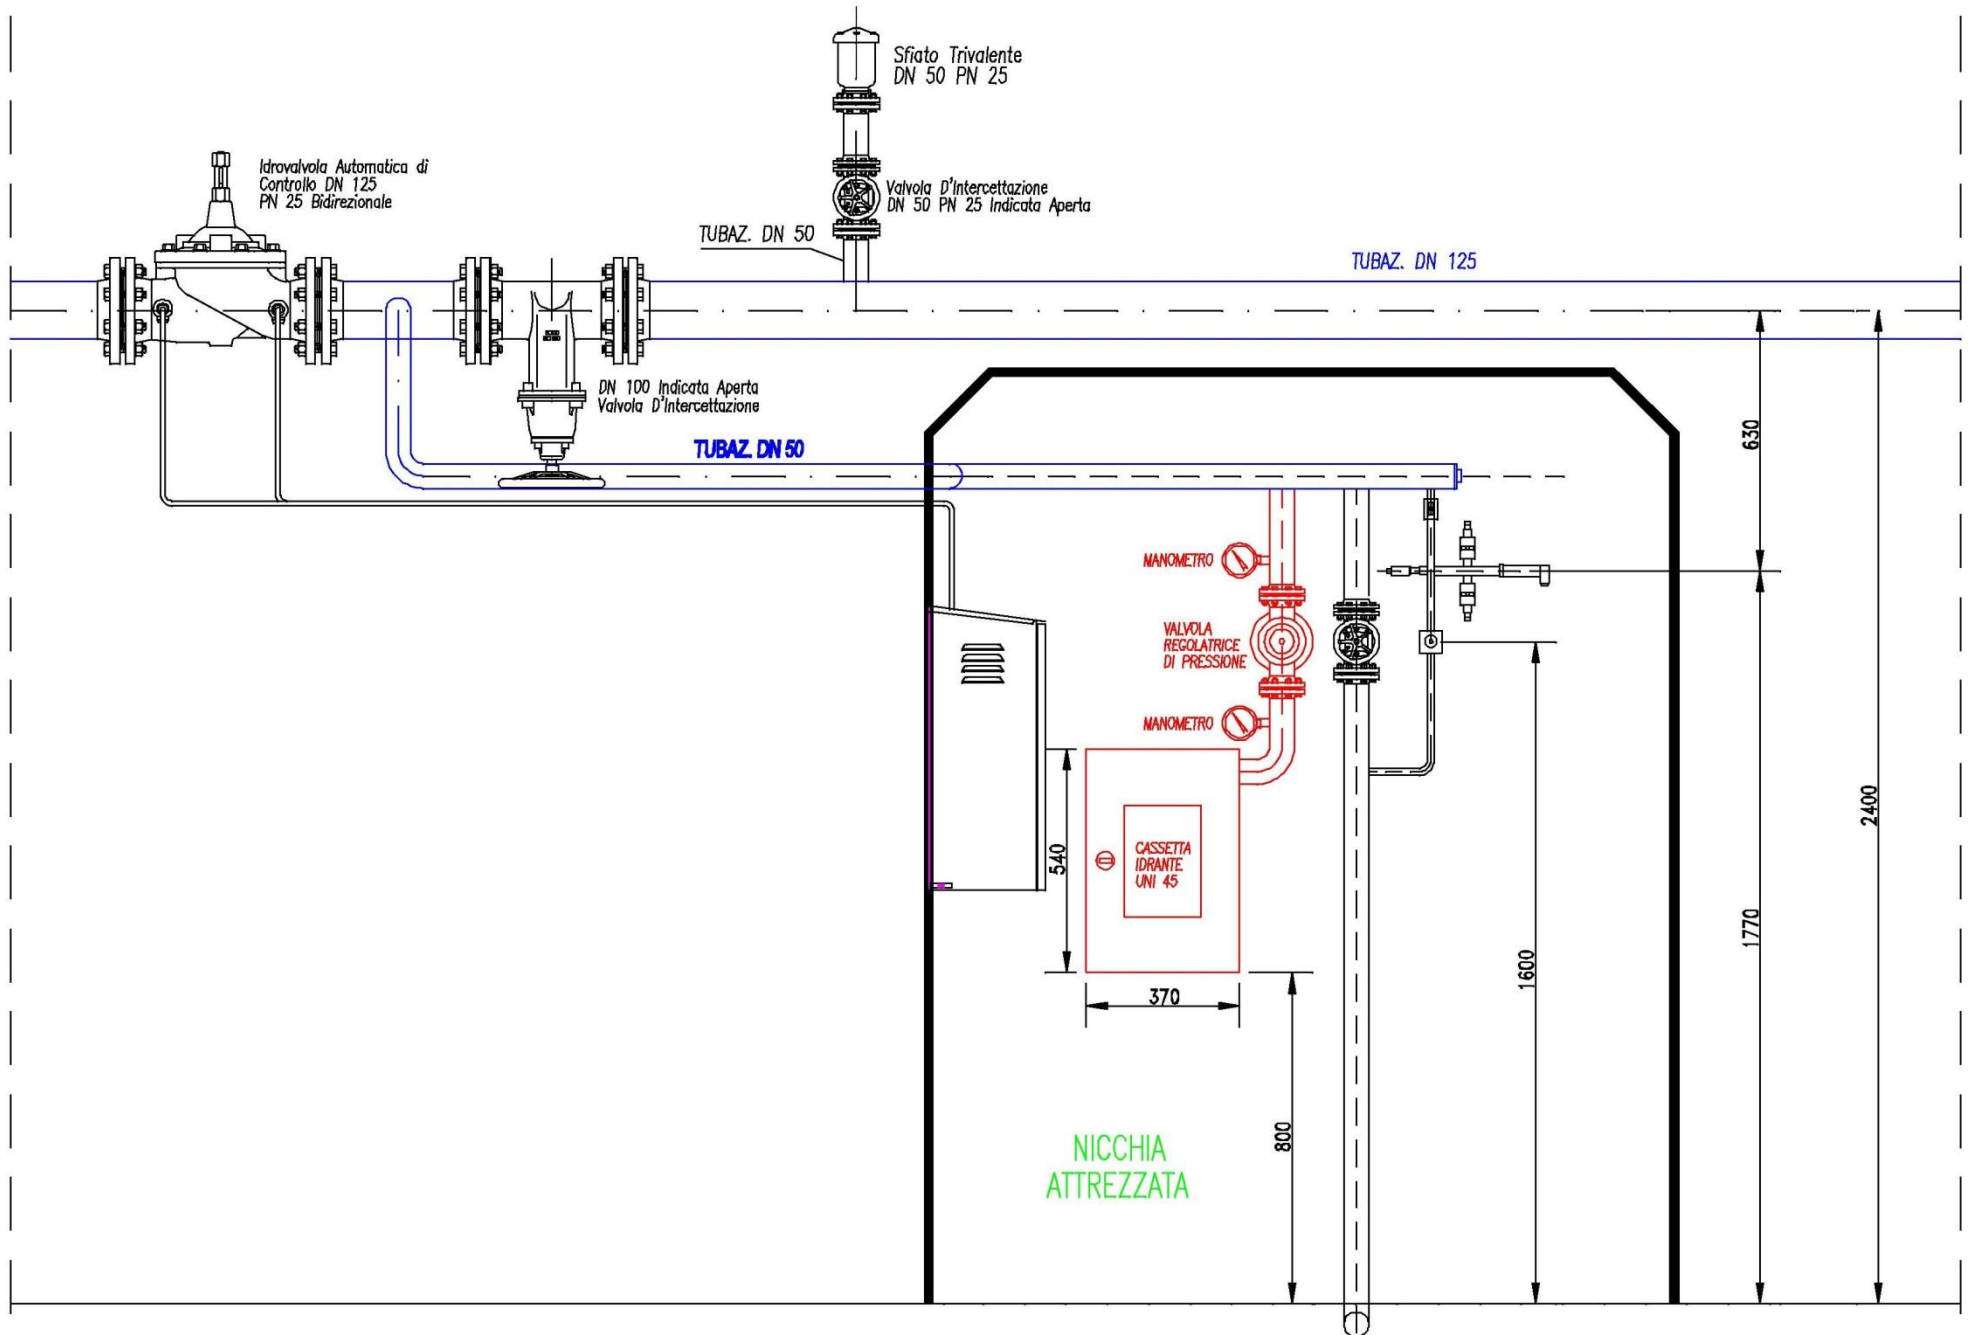 Sfiato Trivalente
DN 50 PN 25
Idrovalvola Automatica di
Controllo DN 125
PN 25 Bidirezionale
Valvola D'Intercettazione
DN 50 PN 25 Indicata Aperta
TUBAZ. DN 50
TUBAZ. DN 125
DN 100 Indicata Aperta
Valvola D'Intercettazione
TUBAZ. DN 50
630
MANOMETRO
VALVOLA
REGOLATRICE
DI PRESSIONE
MANOMETRO
2400
540
CASSETTA
IDRANTE
UNI 45
1770
1600
370
800
NICCHIA
ATTREZZATA